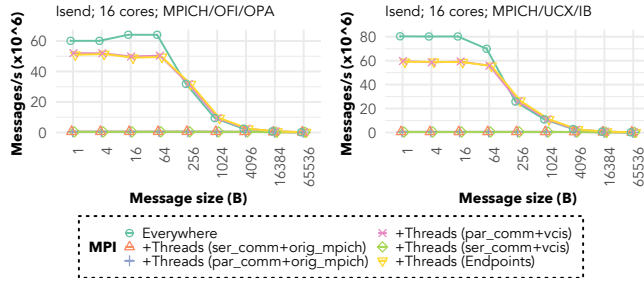 Isend; 16 cores; MPICH/OFI/OPA
Messages/s (x10^6)
60
40
20
0
1
4
16
64
256
1024
4096
16384
65536
Message size (B)
Isend; 16 cores; MPICH/UCX/IB
Messages/s (x10^6)
80
60
40
20
0
1
4
16
64
256
1024
4096
16384
65536
Message size (B)
MPI
Everywhere
+Threads (ser_comm+orig_mpich)
+Threads (par_comm+orig_mpich)
+Threads (par_comm+vcis)
+Threads (ser_comm+vcis)
+Threads (Endpoints)